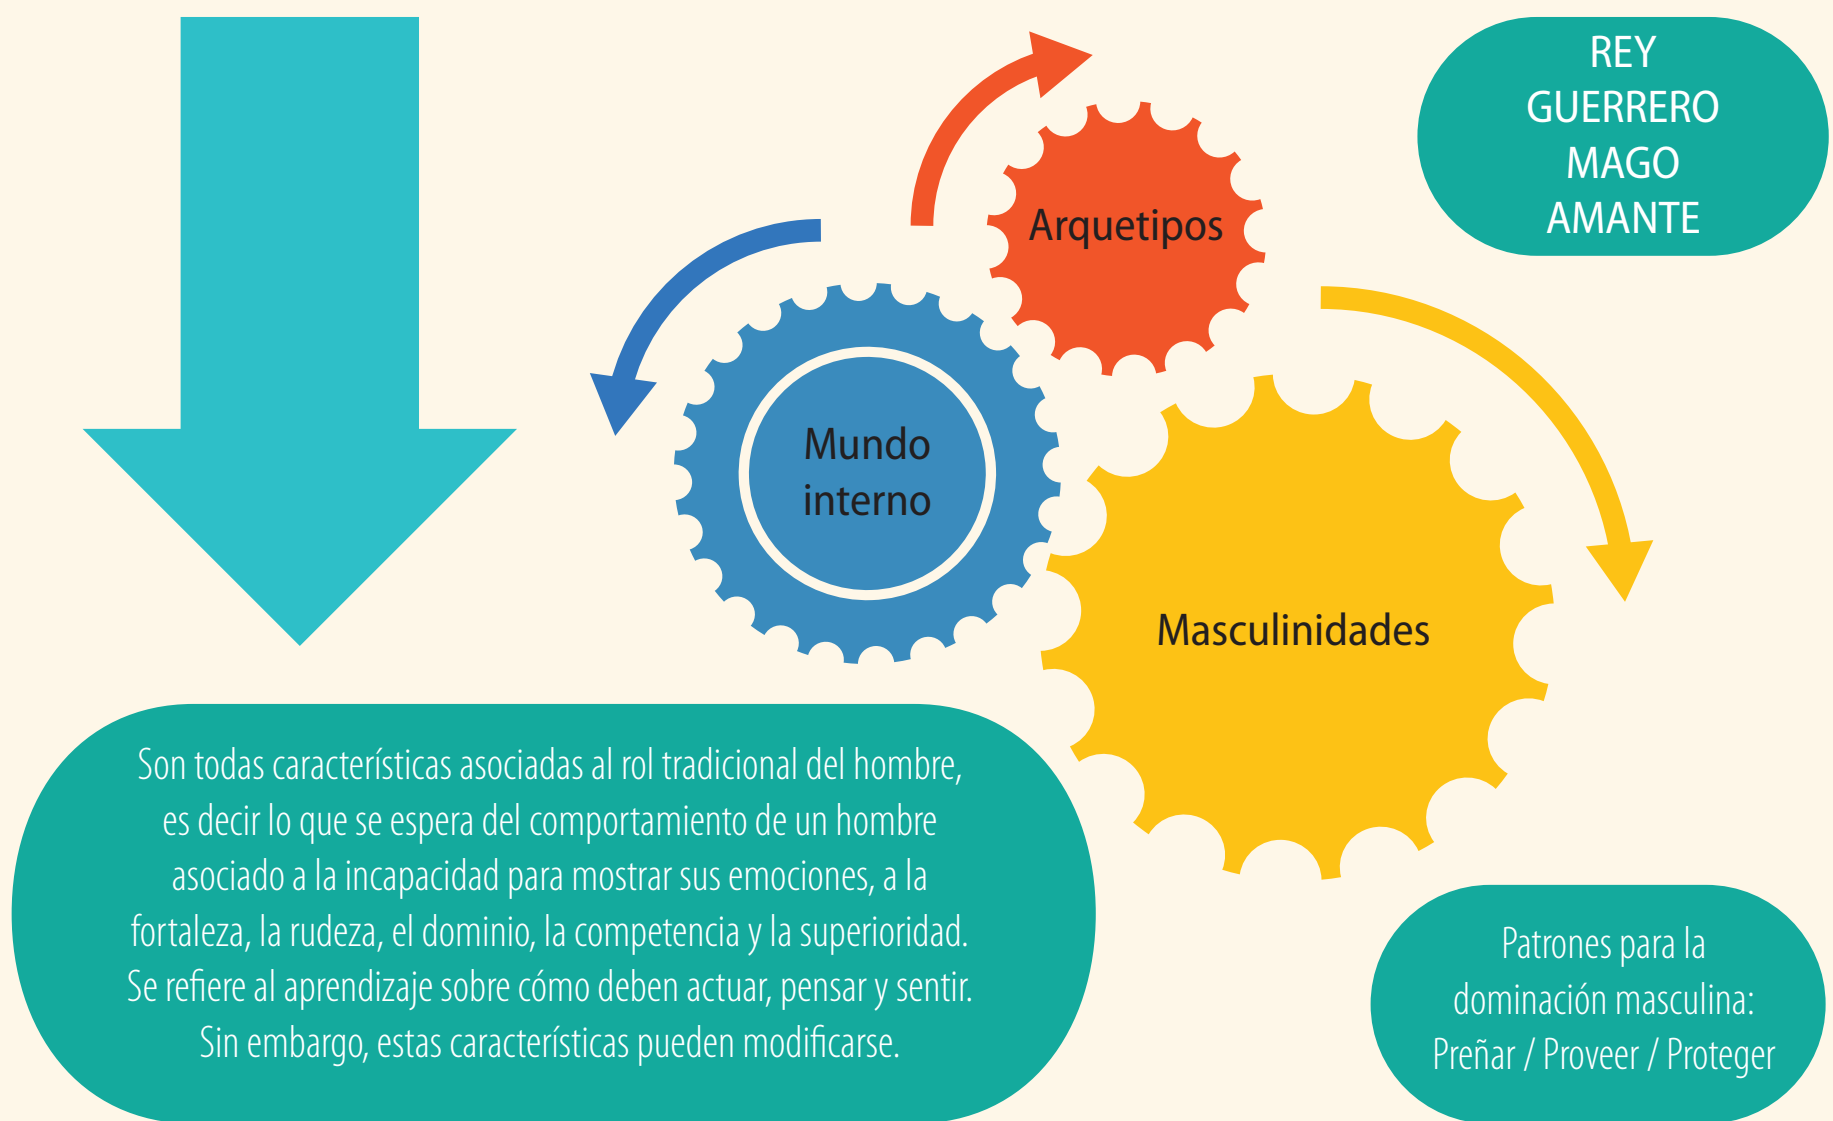 REY
GUERRERO
MAGO
AMANTE
Arquetipos
Mundo
interno
Masculinidades
Son todas características asociadas al rol tradicional del hombre,
es decir lo que se espera del comportamiento de un hombre
asociado a la incapacidad para mostrar sus emociones, a la
fortaleza, la rudeza, el dominio, la competencia y la superioridad.
Se refiere al aprendizaje sobre cómo deben actuar, pensar y sentir.
Sin embargo, estas características pueden modificarse.
Patrones para la
dominación masculina:
Preñar / Proveer / Proteger